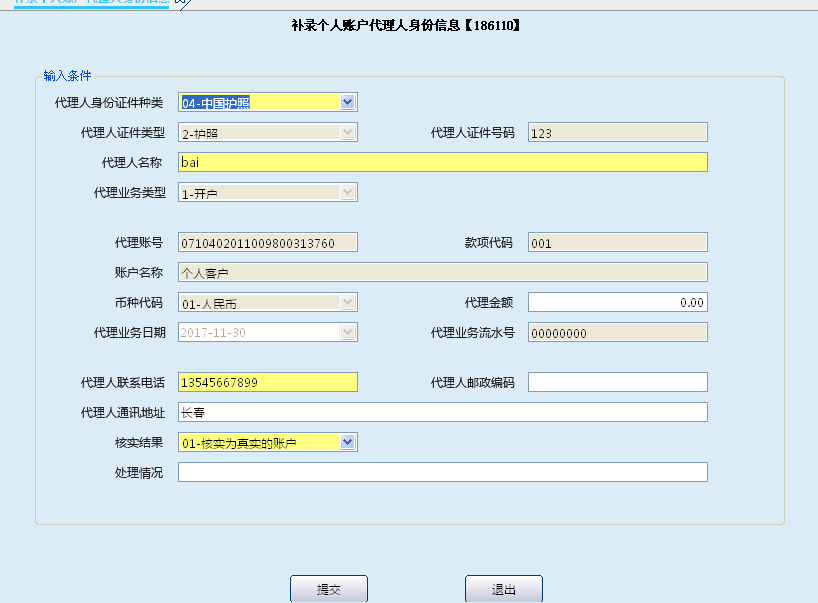 补录个人账户代理人身份信息【186110】
输入条件
代理人身份证件种类 04-中国护照
代理人证件类型 2-护照 代理人证件号码 123
代理人名称 bai
代理业务类型 1-开户
代理账号 0710402011009800313760 款项代码 001
账户名称 个人客户
币种代码 01-人民币 代理金额 0.00
代理业务日期 2017-11-30 代理业务流水号 00000000
代理人联系电话 13545667899 代理人邮政编码
代理人通讯地址 长春
核实结果 01-核实为真实的账户
处理情况
提交 退出